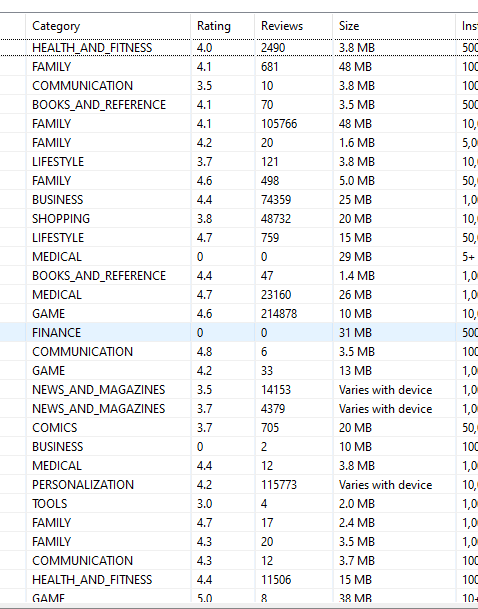 Category Rating Reviews Size Inst
HEALTH_AND_FITNESS 4.0 2490 3.8 MB 500
FAMILY 4.1 681 48 MB 100
COMMUNICATION 3.5 10 3.8 MB 100
BOOKS_AND_REFERENCE 4.1 70 3.5 MB 500
FAMILY 4.1 105766 48 MB 10,
FAMILY 4.2 20 1.6 MB 5,0
LIFESTYLE 3.7 121 3.8 MB 10,
FAMILY 4.6 498 5.0 MB 50,
BUSINESS 4.4 74359 25 MB 1,0
SHOPPING 3.8 48732 20 MB 10,
LIFESTYLE 4.7 759 15 MB 50,
MEDICAL 0 0 29 MB 5+
BOOKS_AND_REFERENCE 4.4 47 1.4 MB 1,0
MEDICAL 4.7 23160 26 MB 1,0
GAME 4.6 214878 10 MB 10,
FINANCE 0 0 31 MB 500
COMMUNICATION 4.8 6 3.5 MB 100
GAME 4.2 33 13 MB 1,0
NEWS_AND_MAGAZINES 3.5 14153 Varies with device 1,0
NEWS_AND_MAGAZINES 3.7 4379 Varies with device 1,0
COMICS 3.7 705 20 MB 50,
BUSINESS 0 2 10 MB 100
MEDICAL 4.4 12 3.8 MB 1,0
PERSONALIZATION 4.2 115773 Varies with device 10,
TOOLS 3.0 4 2.0 MB 1,0
FAMILY 4.7 17 2.4 MB 1,0
FAMILY 4.3 20 3.5 MB 1,0
COMMUNICATION 4.3 12 3.7 MB 100
HEALTH_AND_FITNESS 4.4 11506 15 MB 100
GAME 5.0 8 38 MB 10+